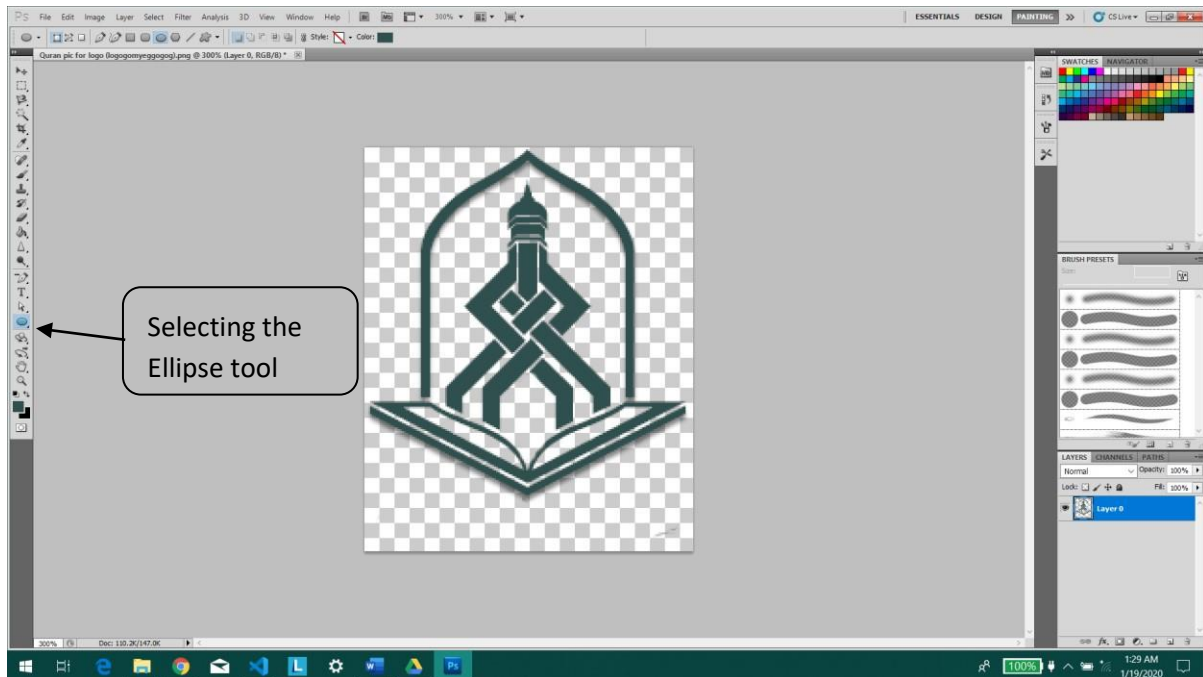 PS File Edit Image Layer Select Filter Analysis 3D View Window Help 300% ESSENTIALS DESIGN PAINTING CS Live
Style: Color:
Quran pic for logo (logogomyeggogog).png @ 300% (Layer 0, RGB/8) *
SWATCHES NAVIGATOR
BRUSH PRESETS
Size:
Selecting the
Ellipse tool
LAYERS CHANNELS PATHS
Normal Opacity: 100%
Lock: Fill: 100%
Layer 0
300% Doc: 110.2K/147.0K
L W Ps 100% 1:29 AM
1/19/2020